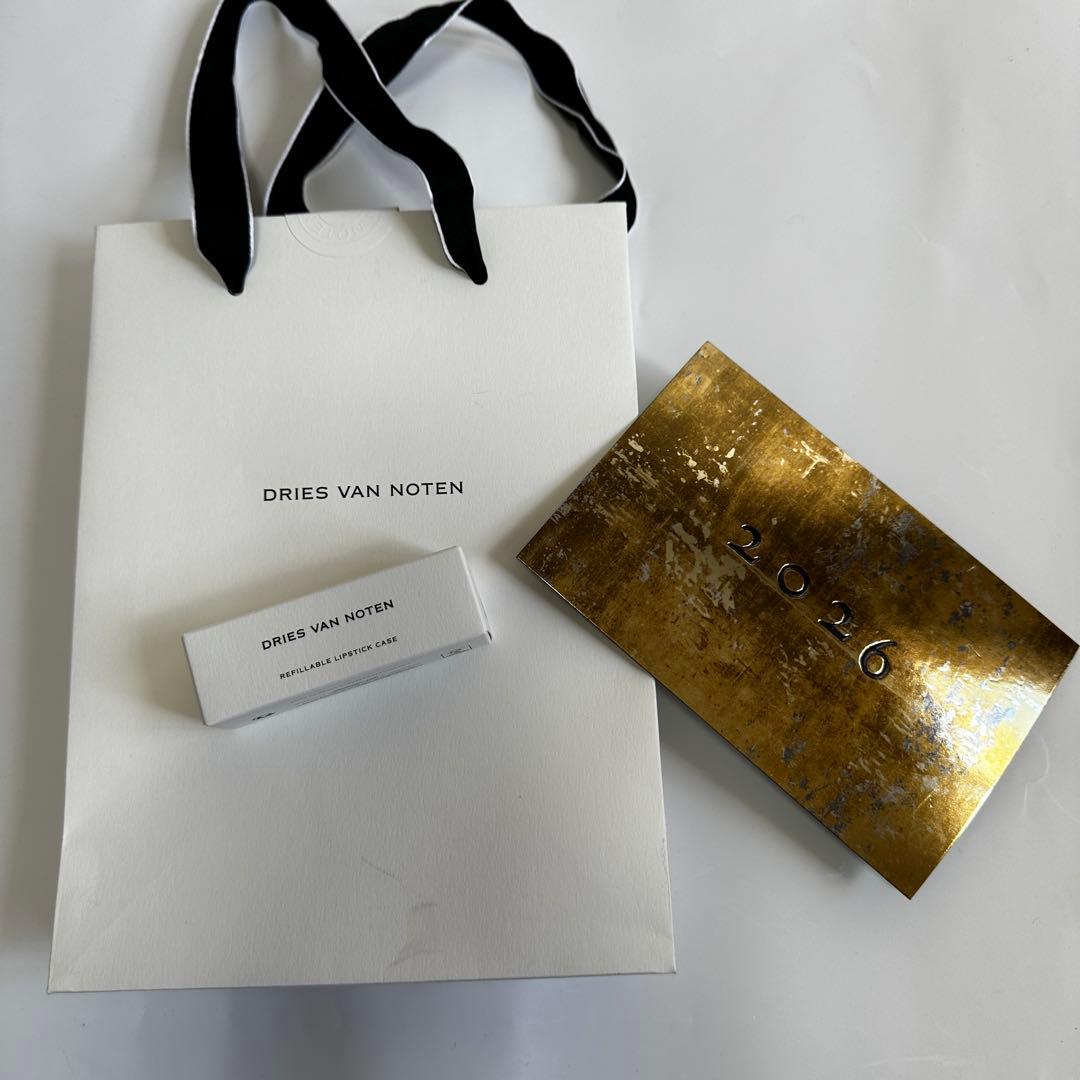 DRIES VAN NOTEN
DRIES VAN NOTEN
REFILLABLE LIPSTICK CASE
2026